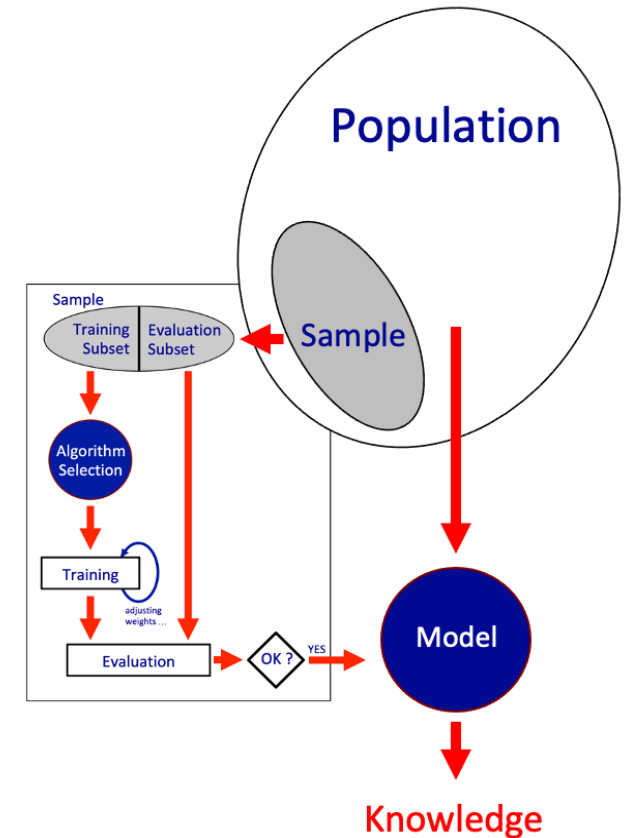 Population
Sample
Sample
Training
Subset
Evaluation
Subset
Algorithm
Selection
Training
adjusting
weights ...
Evaluation
OK ?
YES
Model
Knowledge